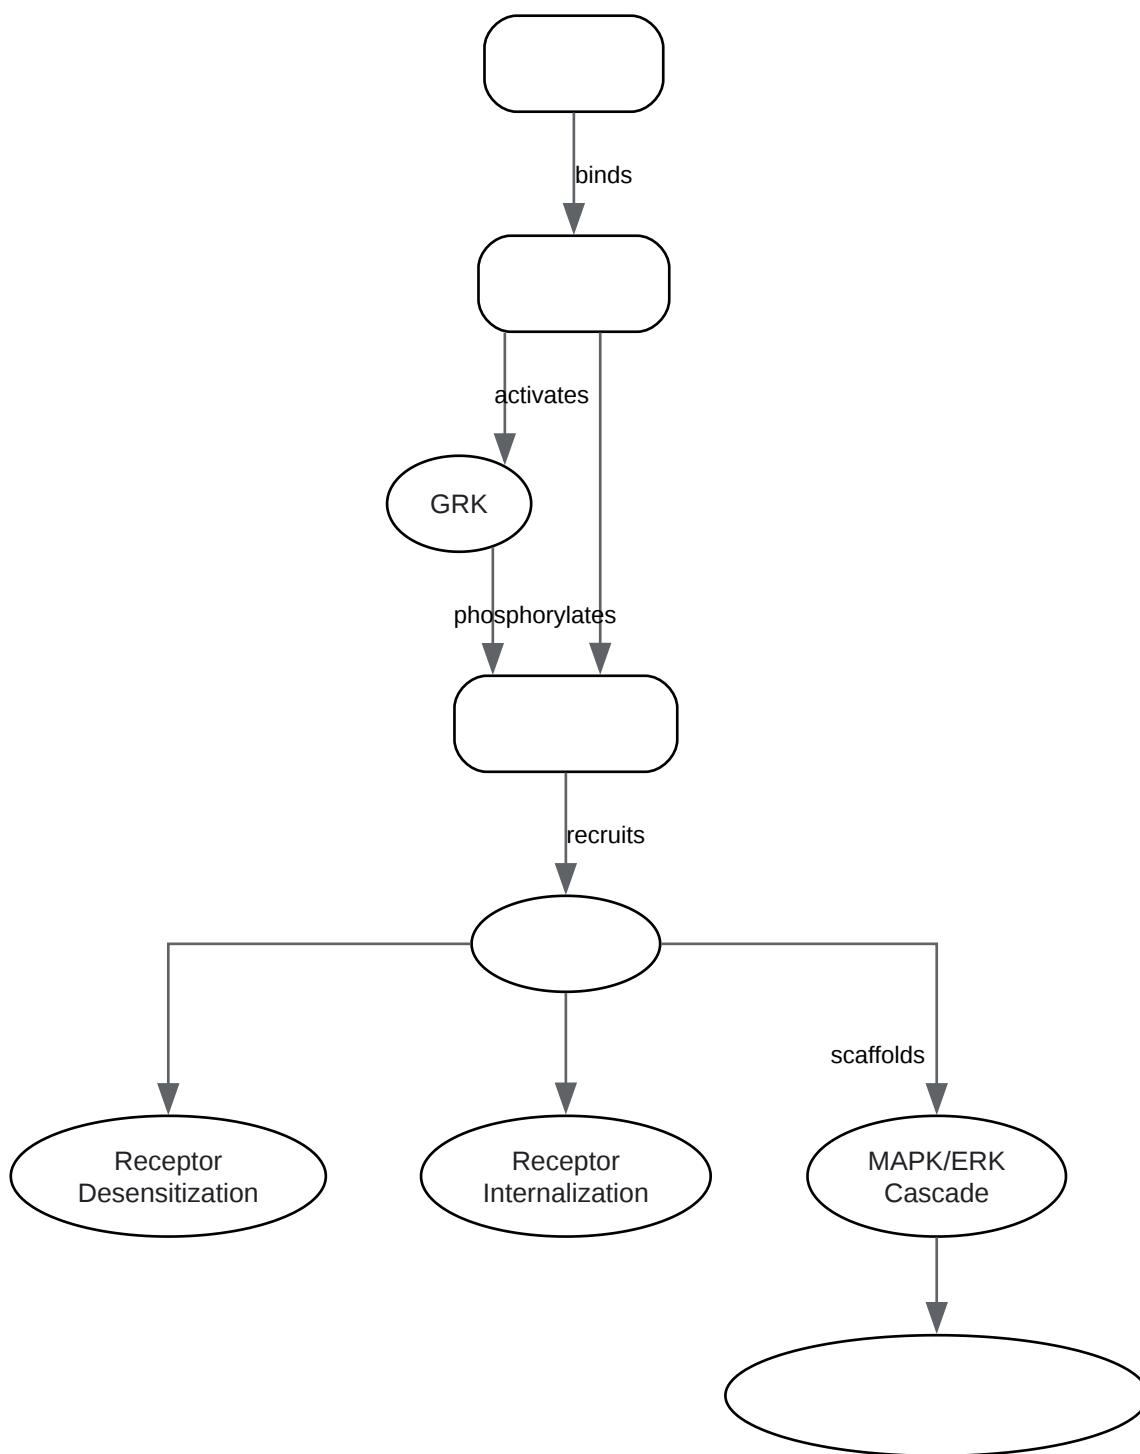 binds
activates
GRK
phosphorylates
recruits
scaffolds
Receptor
Desensitization
Receptor
Internalization
MAPK/ERK
Cascade